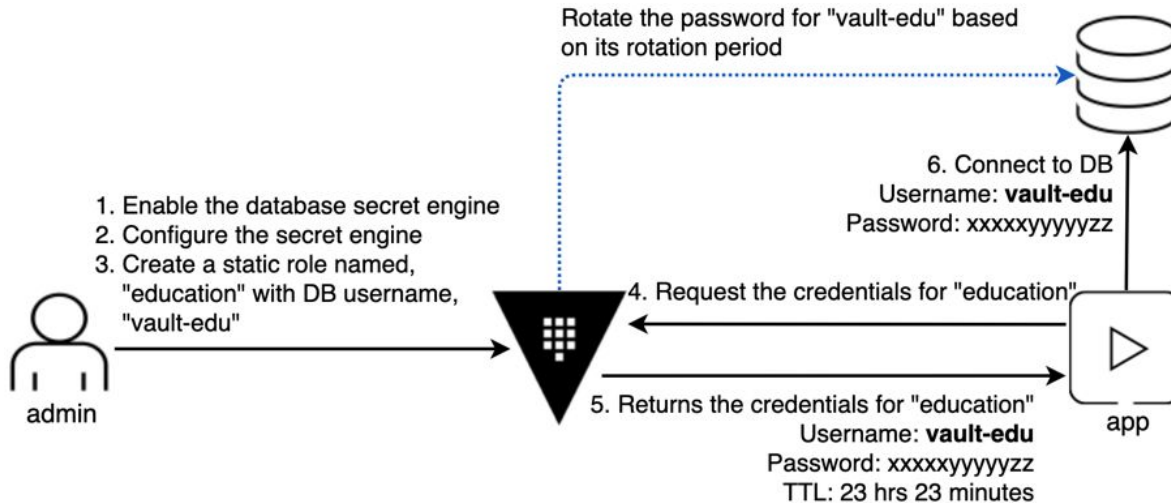 Rotate the password for "vault-edu" based
on its rotation period
1. Enable the database secret engine
2. Configure the secret engine
3. Create a static role named,
"education" with DB username,
"vault-edu"
admin
6. Connect to DB
Username: vault-edu
Password: xxxxxyyyyyzz
4. Request the credentials for "education"
5. Returns the credentials for "education"
Username: vault-edu
Password: xxxxxyyyyyzz
TTL: 23 hrs 23 minutes
app